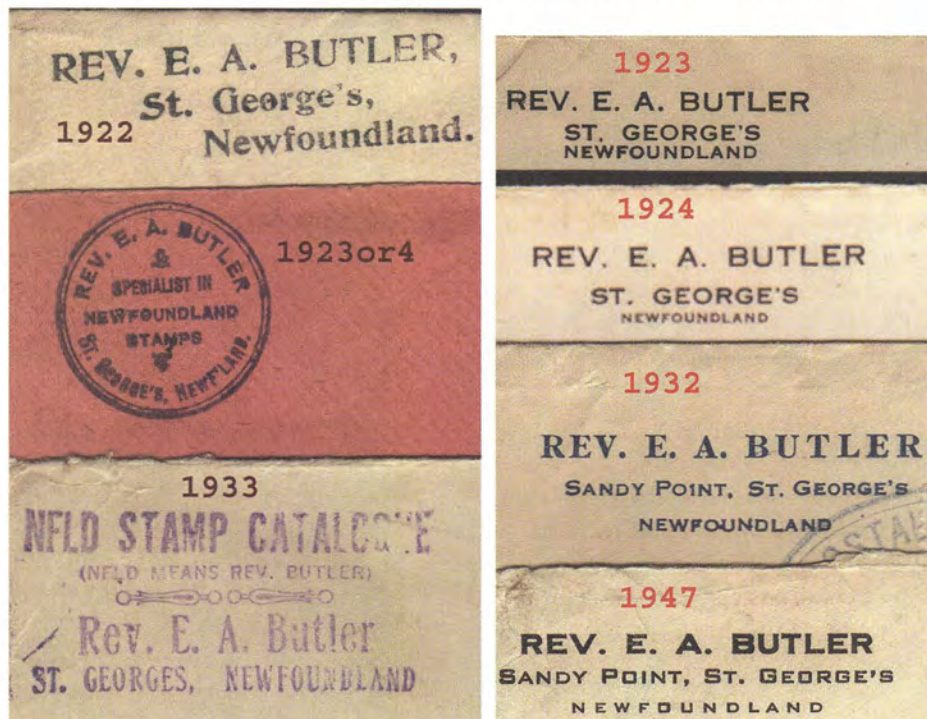 REV. E. A. BUTLER,
St. George's,
1922
Newfoundland.
REV. E. A. BUTLER
&
SPECIALIST IN
NEWFOUNDLAND
STAMPS
ST. GEORGE'S, NEWF'LAND.
1923or4
1933
NFLD STAMP CATALOGUE
(NFLD MEANS REV. BUTLER)
Rev. E. A. Butler
ST. GEORGES, NEWFOUNDLAND
1923
REV. E. A. BUTLER
ST. GEORGE'S
NEWFOUNDLAND
1924
REV. E. A. BUTLER
ST. GEORGE'S
NEWFOUNDLAND
1932
REV. E. A. BUTLER
SANDY POINT, ST. GEORGE'S
NEWFOUNDLAND
1947
REV. E. A. BUTLER
SANDY POINT, ST. GEORGE'S
NEWFOUNDLAND